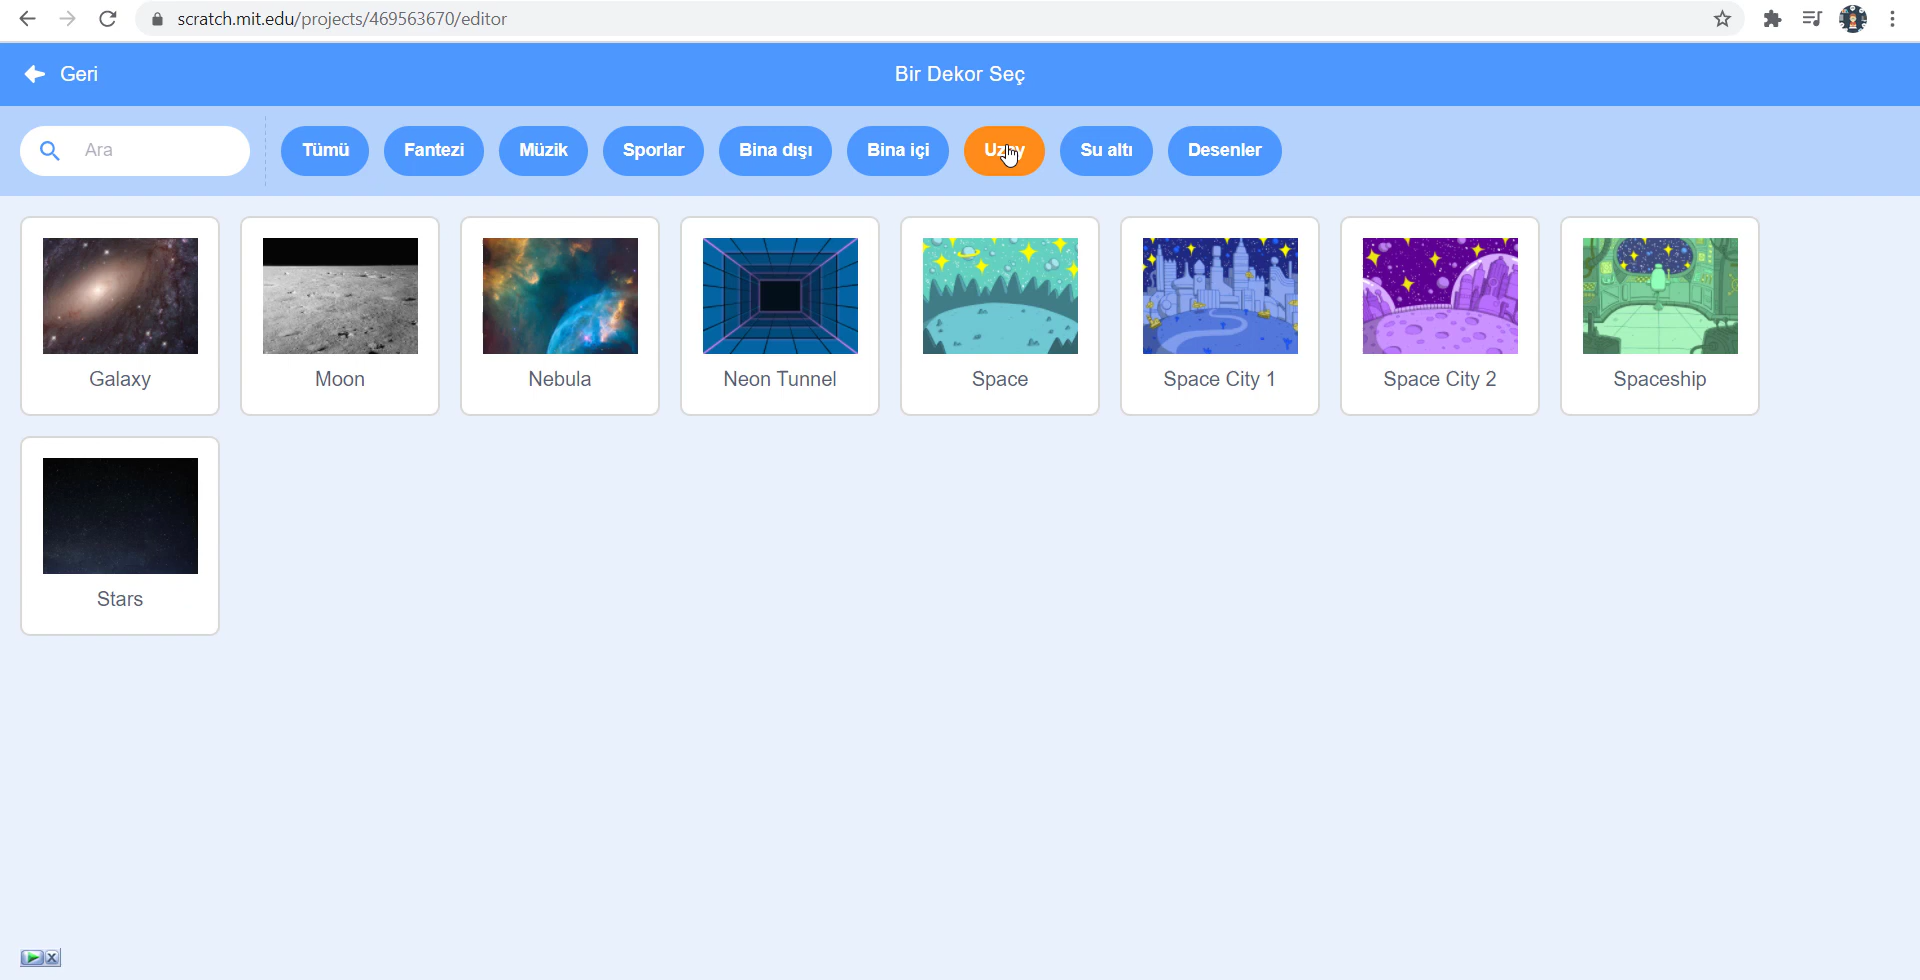 scratch.mit.edu/projects/469563670/editor
Geri
Bir Dekor Seç
Ara
Tümü
Fantezi
Müzik
Sporlar
Bina dışı
Bina içi
Su altı
Desenler
Galaxy
Moon
Nebula
Neon Tunnel
Space
Space City 1
Space City 2
Spaceship
Stars